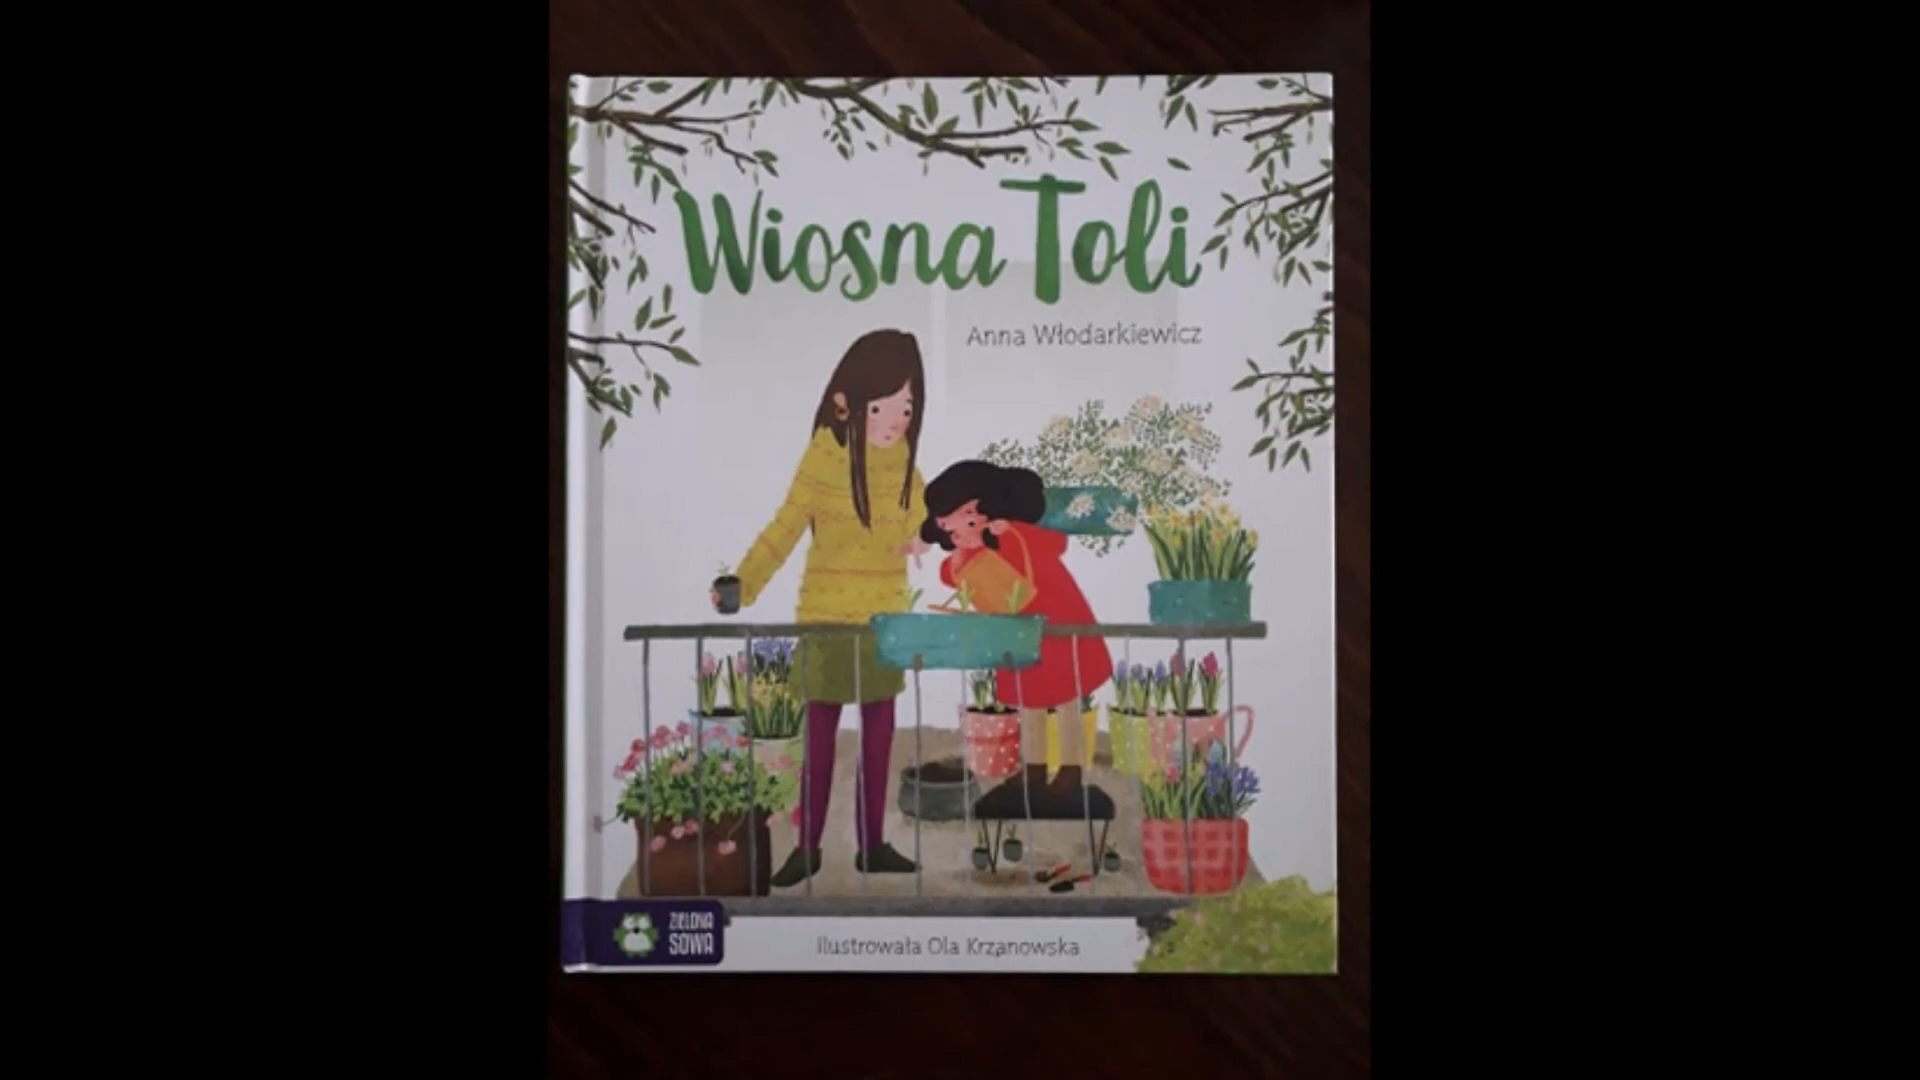 Wiosna Toli
Anna Włodarkiewicz
ZIELONA
SOWA
ilustrowała Ola Krzanowska